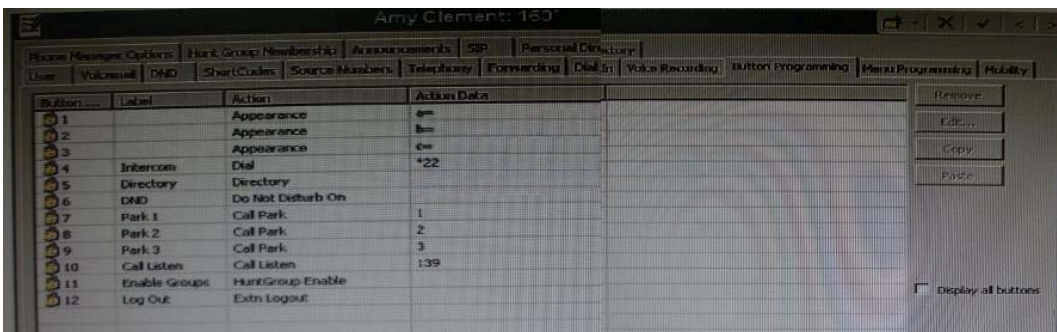 Amy Clement: 160*
Phone Manager Options Hunt Group Membership Announcements SIP Personal Directory
User Voicemail DND ShortCodes Source Numbers Telephony Forwarding Dial In Voice Recording Button Programming Menu Programming Mobility
Button ... Label Action Action Data
1 Appearance a=
2 Appearance b=
3 Appearance c=
4 Intercom Dial *22
5 Directory Directory
6 DND Do Not Disturb On
7 Park 1 Call Park 1
8 Park 2 Call Park 2
9 Park 3 Call Park 3
10 Call Listen Call Listen 139
11 Enable Groups HuntGroup Enable
12 Log Out Extn Logout
Remove
Edit...
Copy
Paste
Display all buttons